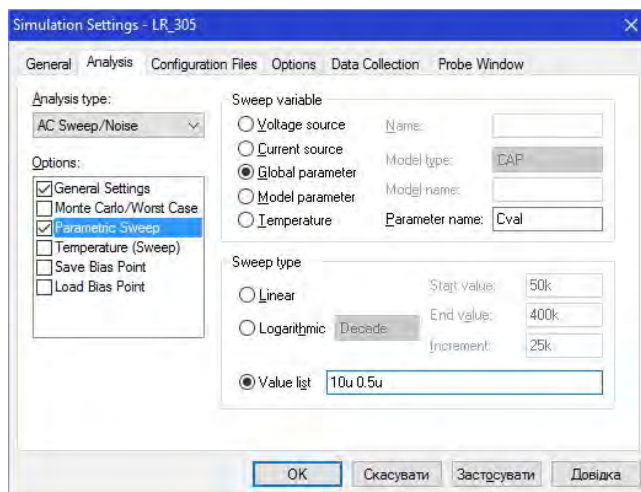 Simulation Settings - LR_305
General Analysis Configuration Files Options Data Collection Probe Window
Analysis type:
AC Sweep/Noise
Options:
General Settings
Monte Carlo/Worst Case
Parametric Sweep
Temperature (Sweep)
Save Bias Point
Load Bias Point
Sweep variable
Voltage source
Current source
Global parameter
Model parameter
Temperature
Name:
Model type: CAP
Model name:
Parameter name: Cval
Sweep type
Linear
Logarithmic Decade
Start value: 50k
End value: 400k
Increment: 25k
Value list 10u 0.5u
OK Скасувати Застосувати Довідка